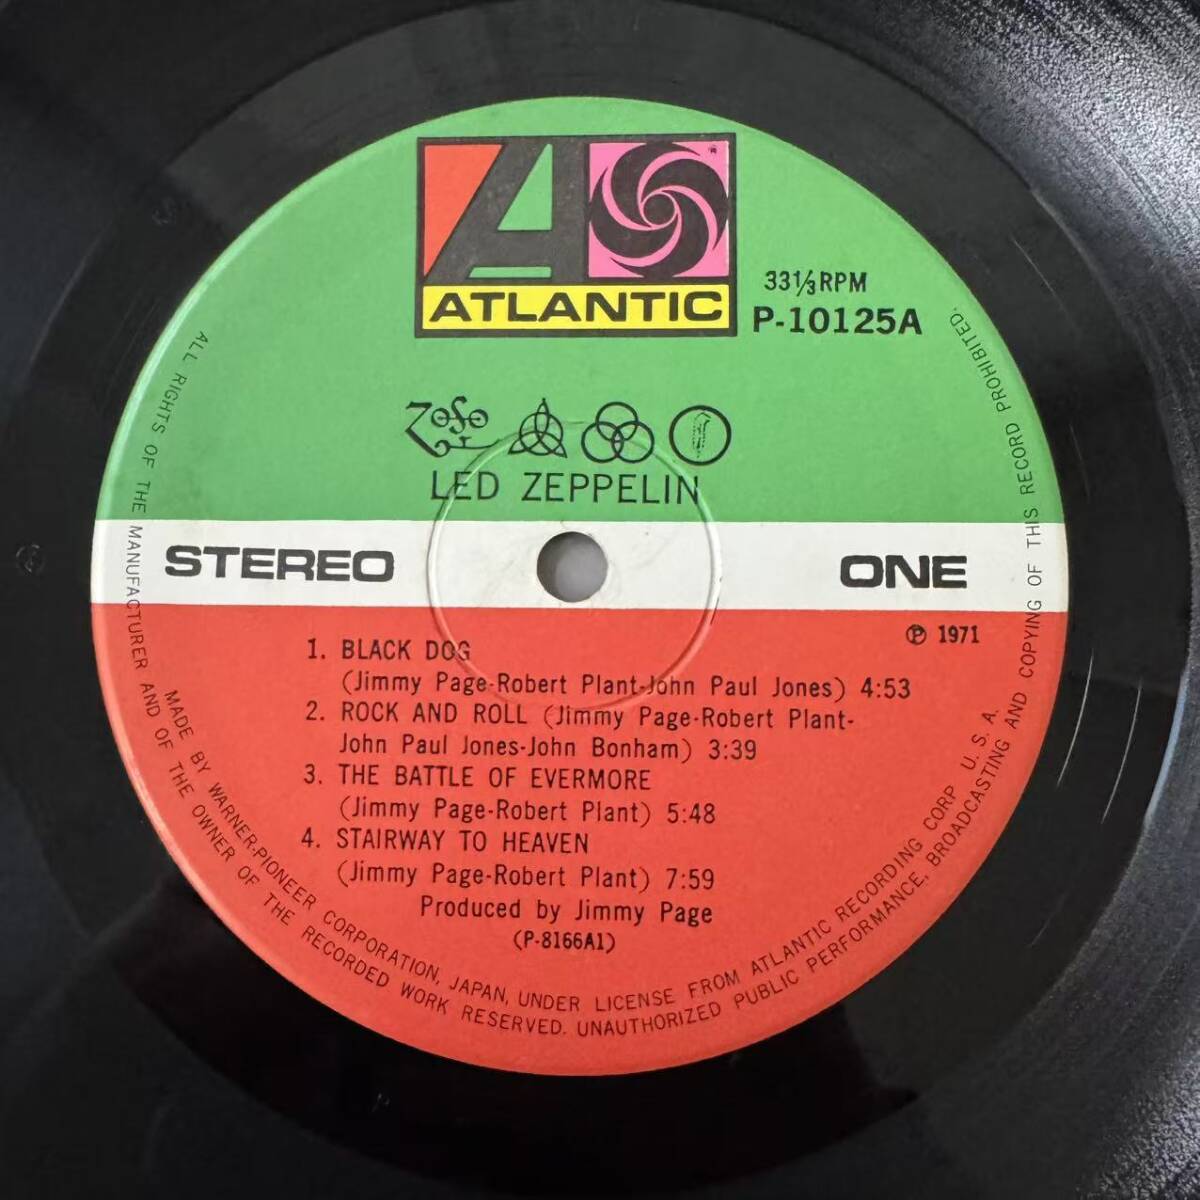 ATLANTIC
®
33⅓RPM
P-10125A
LED ZEPPELIN
STEREO
ONE
℗ 1971
1. BLACK DOG
(Jimmy Page-Robert Plant-John Paul Jones) 4:53
2. ROCK AND ROLL (Jimmy Page-Robert Plant-
John Paul Jones-John Bonham) 3:39
3. THE BATTLE OF EVERMORE
(Jimmy Page-Robert Plant) 5:48
4. STAIRWAY TO HEAVEN
(Jimmy Page-Robert Plant) 7:59
Produced by Jimmy Page
(P-8166A1)
MADE BY WARNER-PIONEER CORPORATION, JAPAN, UNDER LICENSE FROM ATLANTIC RECORDING CORP U. S. A.
ALL RIGHTS OF THE MANUFACTURER AND OF THE OWNER OF THE RECORDED WORK RESERVED. UNAUTHORIZED PUBLIC PERFORMANCE, BROADCASTING AND COPYING OF THIS RECORD PROHIBITED.